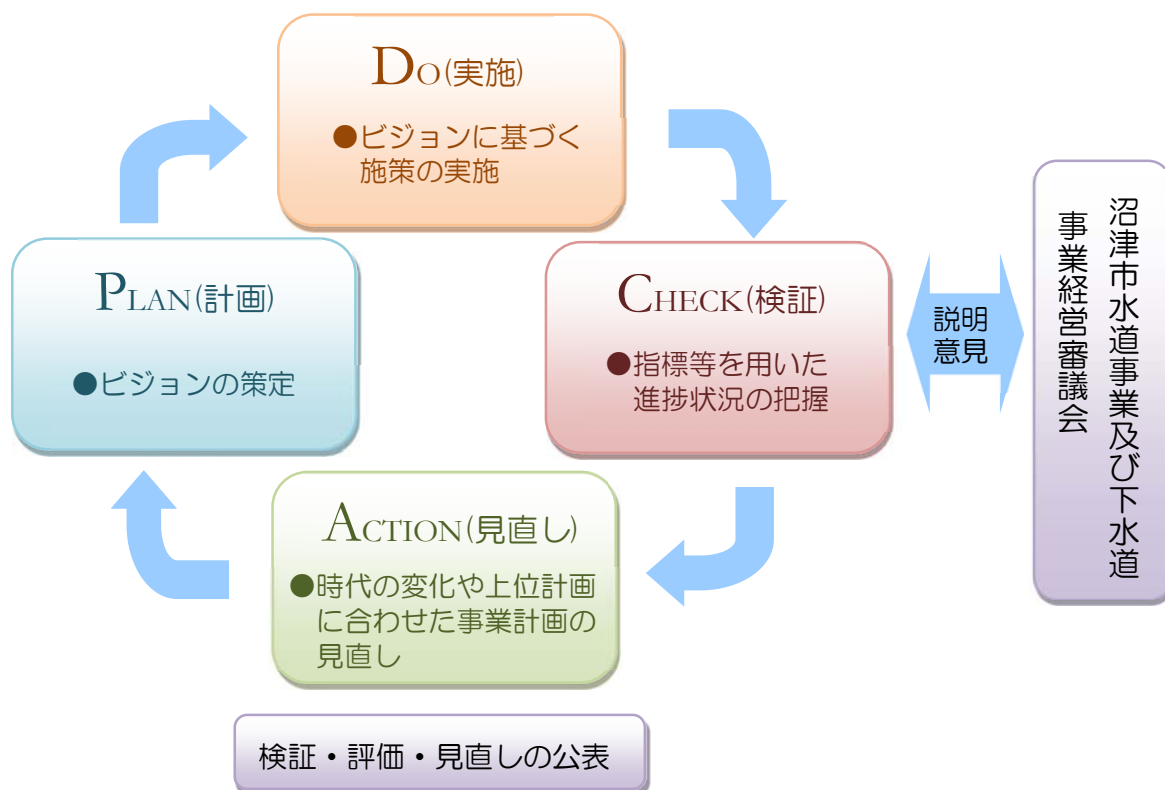 DO(実施)
●ビジョンに基づく
施策の実施
PLAN(計画)
●ビジョンの策定
CHECK(検証)
●指標等を用いた
進捗状況の把握
説明
意見
沼津市水道事業及び下水道
事業経営審議会
ACTION(見直し)
●時代の変化や上位計画
に合わせた事業計画の
見直し
検証・評価・見直しの公表